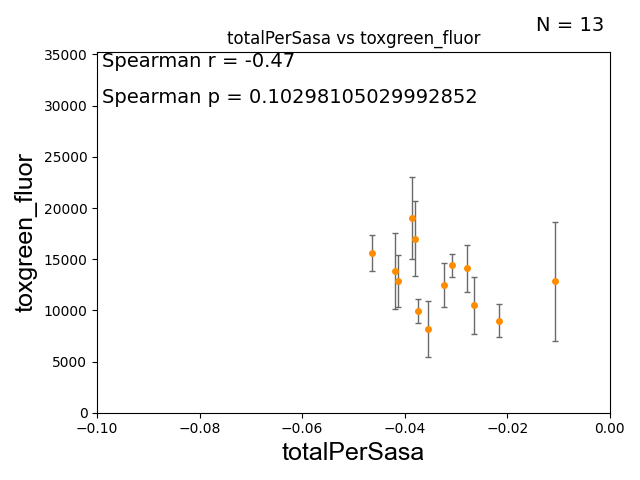 N = 13
totalPerSasa vs toxgreen_fluor
Spearman r = -0.47
Spearman p = 0.10298105029992852
35000
30000
25000
20000
15000
10000
5000
0
toxgreen_fluor
−0.10 −0.08 −0.06 −0.04 −0.02 0.00
totalPerSasa